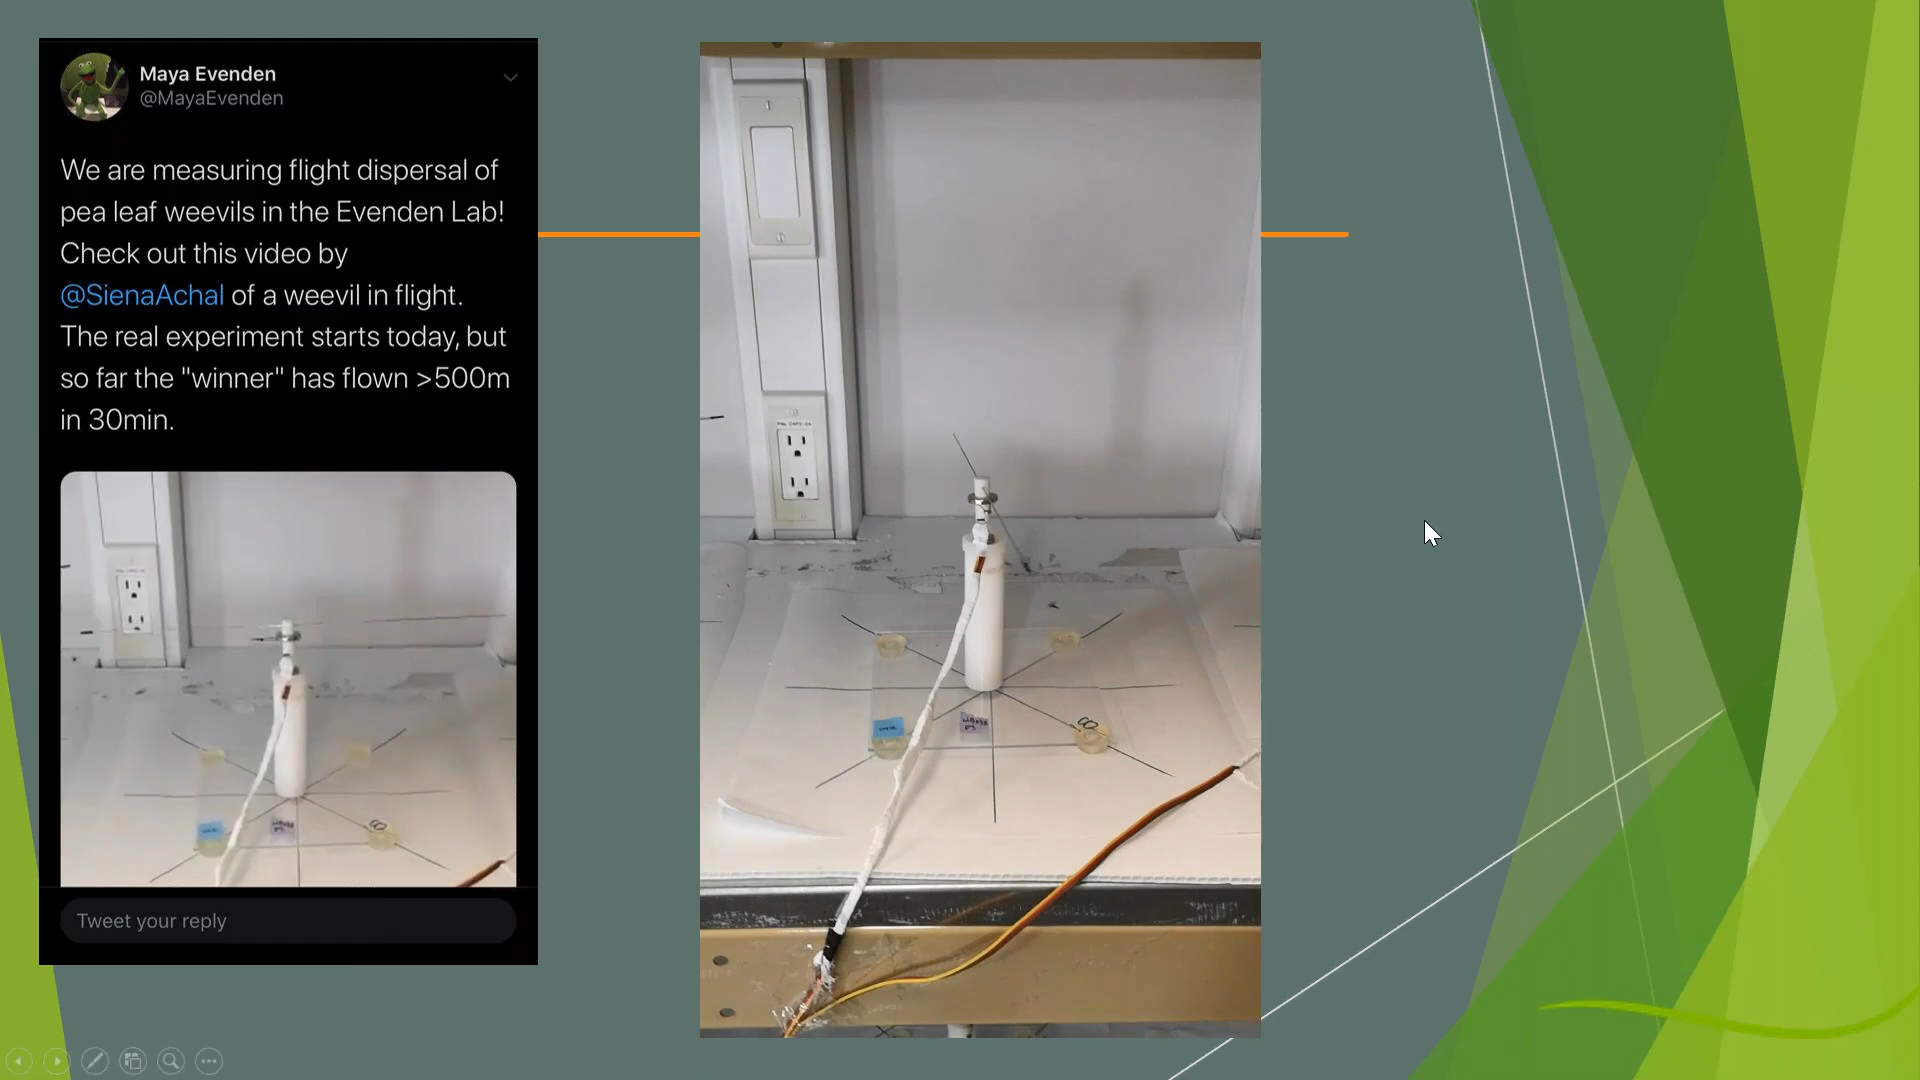 Maya Evenden
@MayaEvenden
We are measuring flight dispersal of
pea leaf weevils in the Evenden Lab!
Check out this video by
@SienaAchal of a weevil in flight.
The real experiment starts today, but
so far the "winner" has flown >500m
in 30min.
Tweet your reply